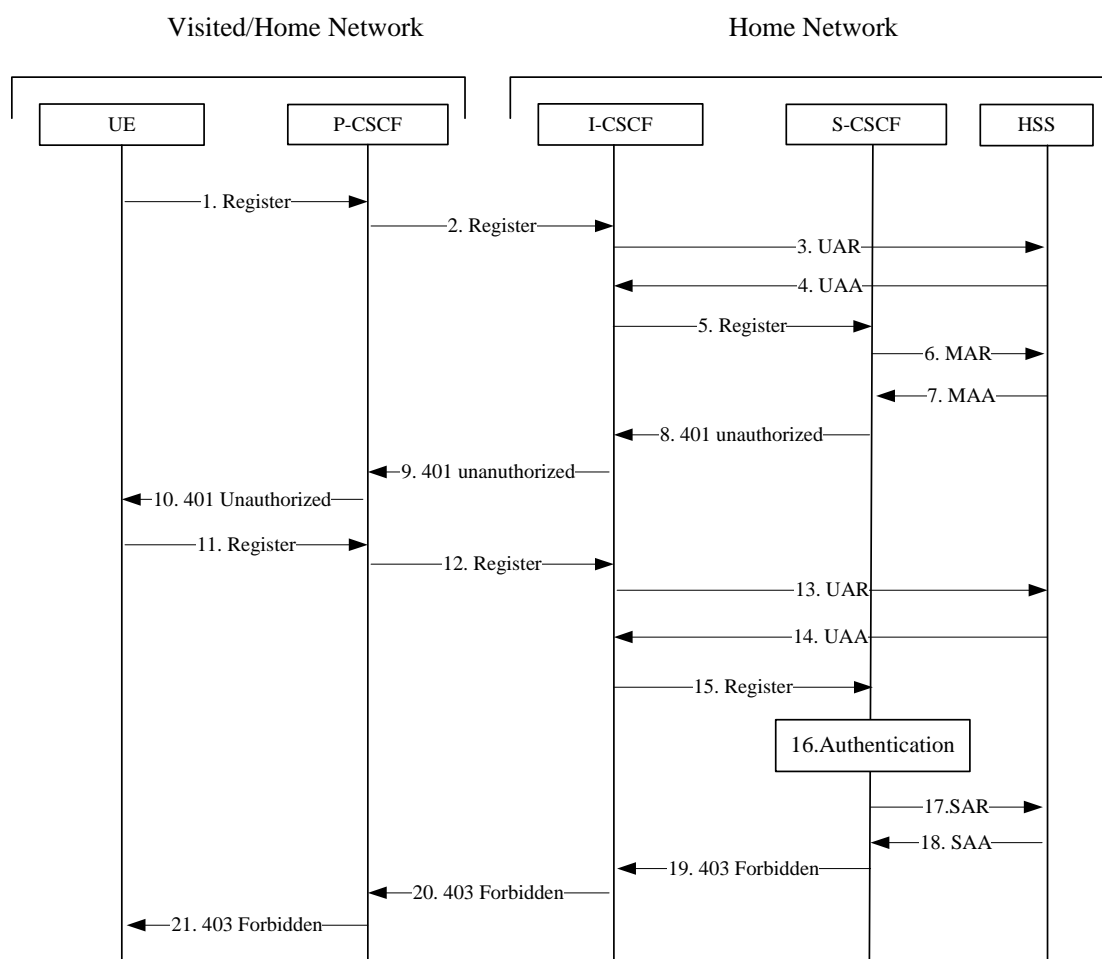 Visited/Home Network
Home Network
UE
P-CSCF
I-CSCF
S-CSCF
HSS
1. Register
2. Register
3. UAR
4. UAA
5. Register
6. MAR
7. MAA
8. 401 unauthorized
9. 401 unanuthorized
10. 401 Unauthorized
11. Register
12. Register
13. UAR
14. UAA
15. Register
16.Authentication
17.SAR
18. SAA
19. 403 Forbidden
20. 403 Forbidden
21. 403 Forbidden